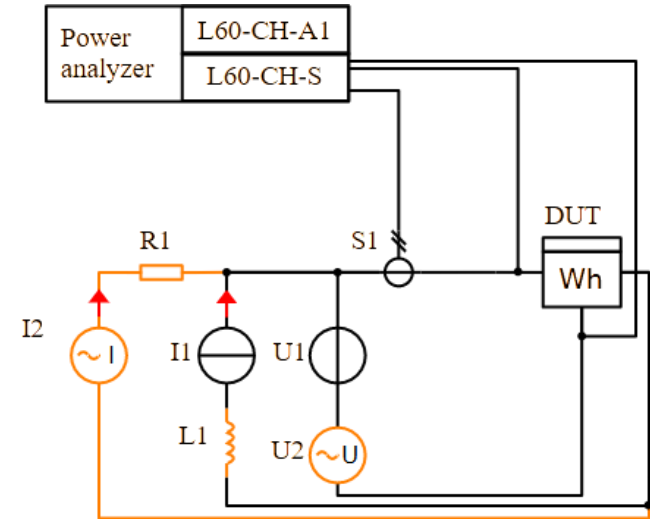 Power
analyzer
L60-CH-A1
L60-CH-S
DUT
Wh
R1
S1
I2
~I
I1
U1
L1
U2
~U